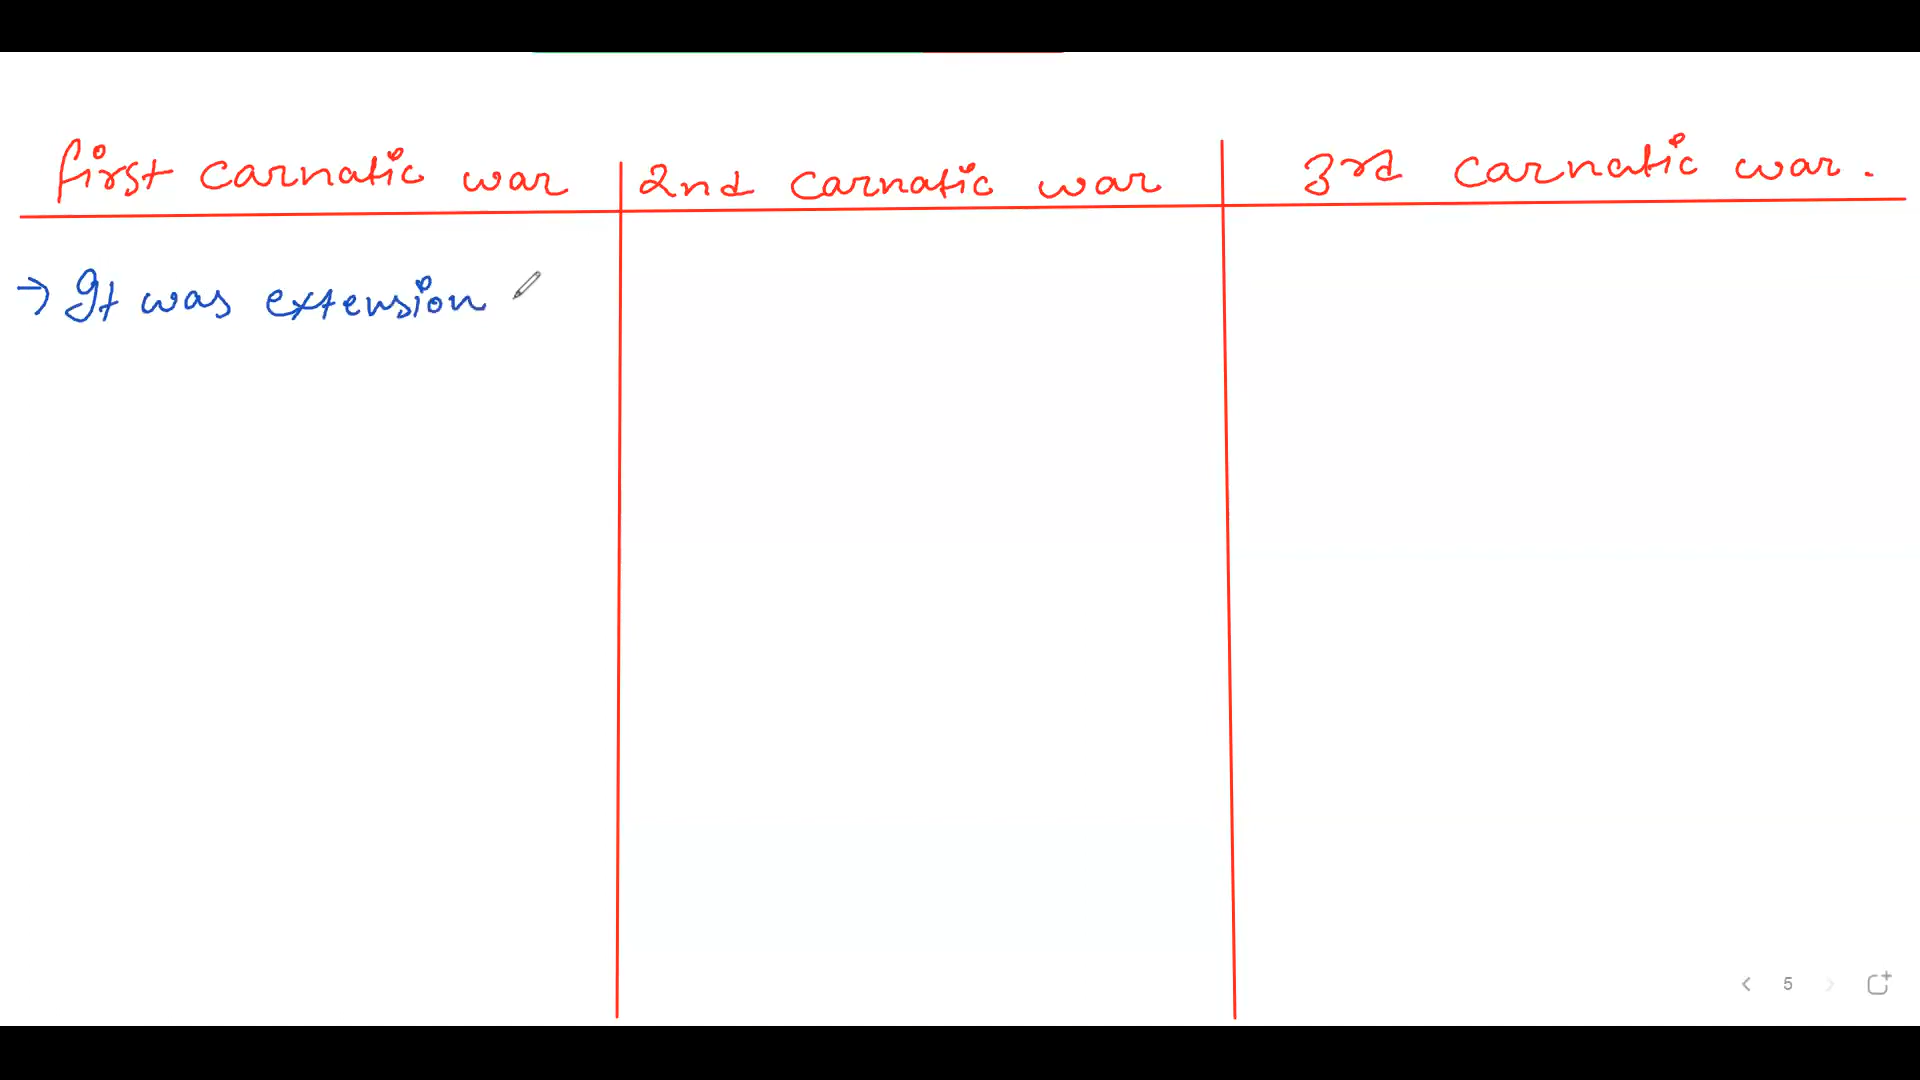 first carnatic war 2nd carnatic war 3rd carnatic war.
→ It was extension
5